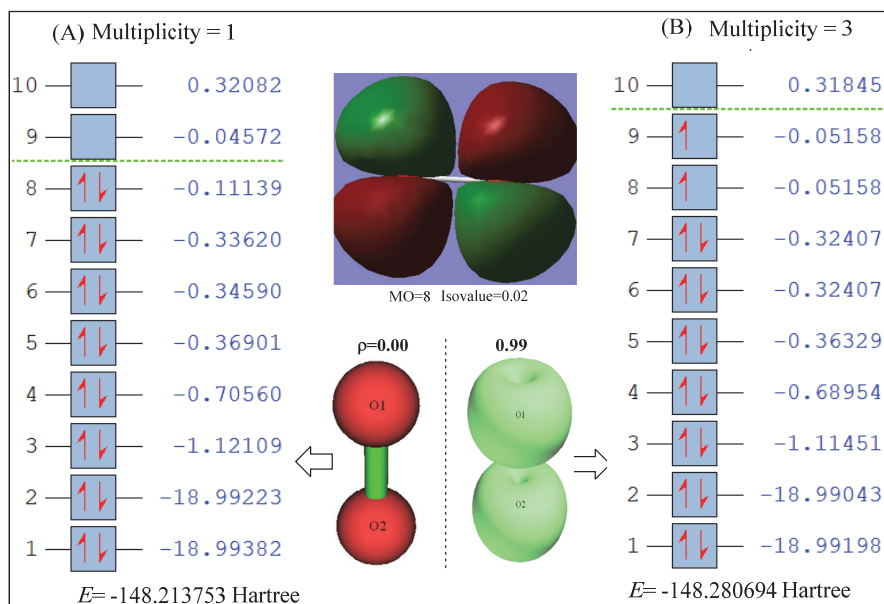 (A) Multiplicity = 1
10 0.32082
9 -0.04572
8 -0.11139
7 -0.33620
6 -0.34590
5 -0.36901
4 -0.70560
3 -1.12109
2 -18.99223
1 -18.99382
E= -148.213753 Hartree
MO=8 Isovalue=0.02
ρ=0.00 0.99
O1 O1
O2 O2
(B) Multiplicity = 3
10 0.31845
9 -0.05158
8 -0.05158
7 -0.32407
6 -0.32407
5 -0.36329
4 -0.68954
3 -1.11451
2 -18.99043
1 -18.99198
E= -148.280694 Hartree